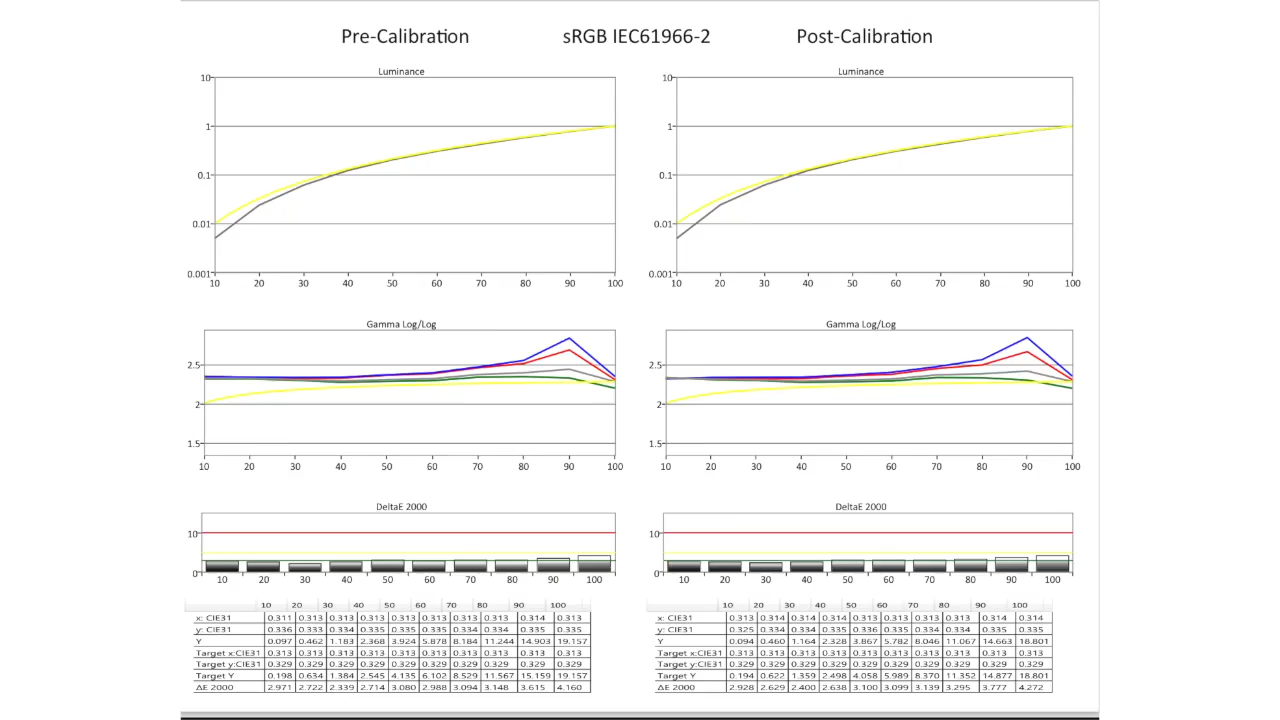 Pre-Calibration sRGB IEC61966-2 Post-Calibration
Luminance Luminance
10 10
1 1
0.1 0.1
0.01 0.01
0.001 0.001
10 20 30 40 50 60 70 80 90 100 10 20 30 40 50 60 70 80 90 100
Gamma Log/Log Gamma Log/Log
2.5 2.5
2 2
1.5 1.5
10 20 30 40 50 60 70 80 90 100 10 20 30 40 50 60 70 80 90 100
DeltaE 2000 DeltaE 2000
10 10
0 0
10 20 30 40 50 60 70 80 90 100 10 20 30 40 50 60 70 80 90 100
10 20 30 40 50 60 70 80 90 100 10 20 30 40 50 60 70 80 90 100
x: CIE31 0.311 0.313 0.313 0.313 0.313 0.313 0.313 0.313 0.314 0.313 x: CIE31 0.313 0.314 0.314 0.314 0.313 0.313 0.313 0.313 0.314 0.314
y: CIE31 0.336 0.333 0.334 0.335 0.335 0.335 0.334 0.334 0.335 0.335 y: CIE31 0.325 0.334 0.334 0.335 0.336 0.335 0.334 0.334 0.335 0.335
Y 0.097 0.462 1.183 2.368 3.924 5.878 8.184 11.244 14.903 19.157 Y 0.094 0.460 1.164 2.328 3.867 5.782 8.046 11.067 14.663 18.801
Target x:CIE31 0.313 0.313 0.313 0.313 0.313 0.313 0.313 0.313 0.313 0.313 Target x:CIE31 0.313 0.313 0.313 0.313 0.313 0.313 0.313 0.313 0.313 0.313
Target y:CIE31 0.329 0.329 0.329 0.329 0.329 0.329 0.329 0.329 0.329 0.329 Target y:CIE31 0.329 0.329 0.329 0.329 0.329 0.329 0.329 0.329 0.329 0.329
Target Y 0.198 0.634 1.384 2.545 4.135 6.102 8.529 11.567 15.159 19.157 Target Y 0.194 0.622 1.359 2.498 4.058 5.989 8.370 11.352 14.877 18.801
ΔE 2000 2.971 2.722 2.339 2.714 3.080 2.988 3.094 3.148 3.615 4.160 ΔE 2000 2.928 2.629 2.400 2.638 3.100 3.099 3.139 3.295 3.777 4.272